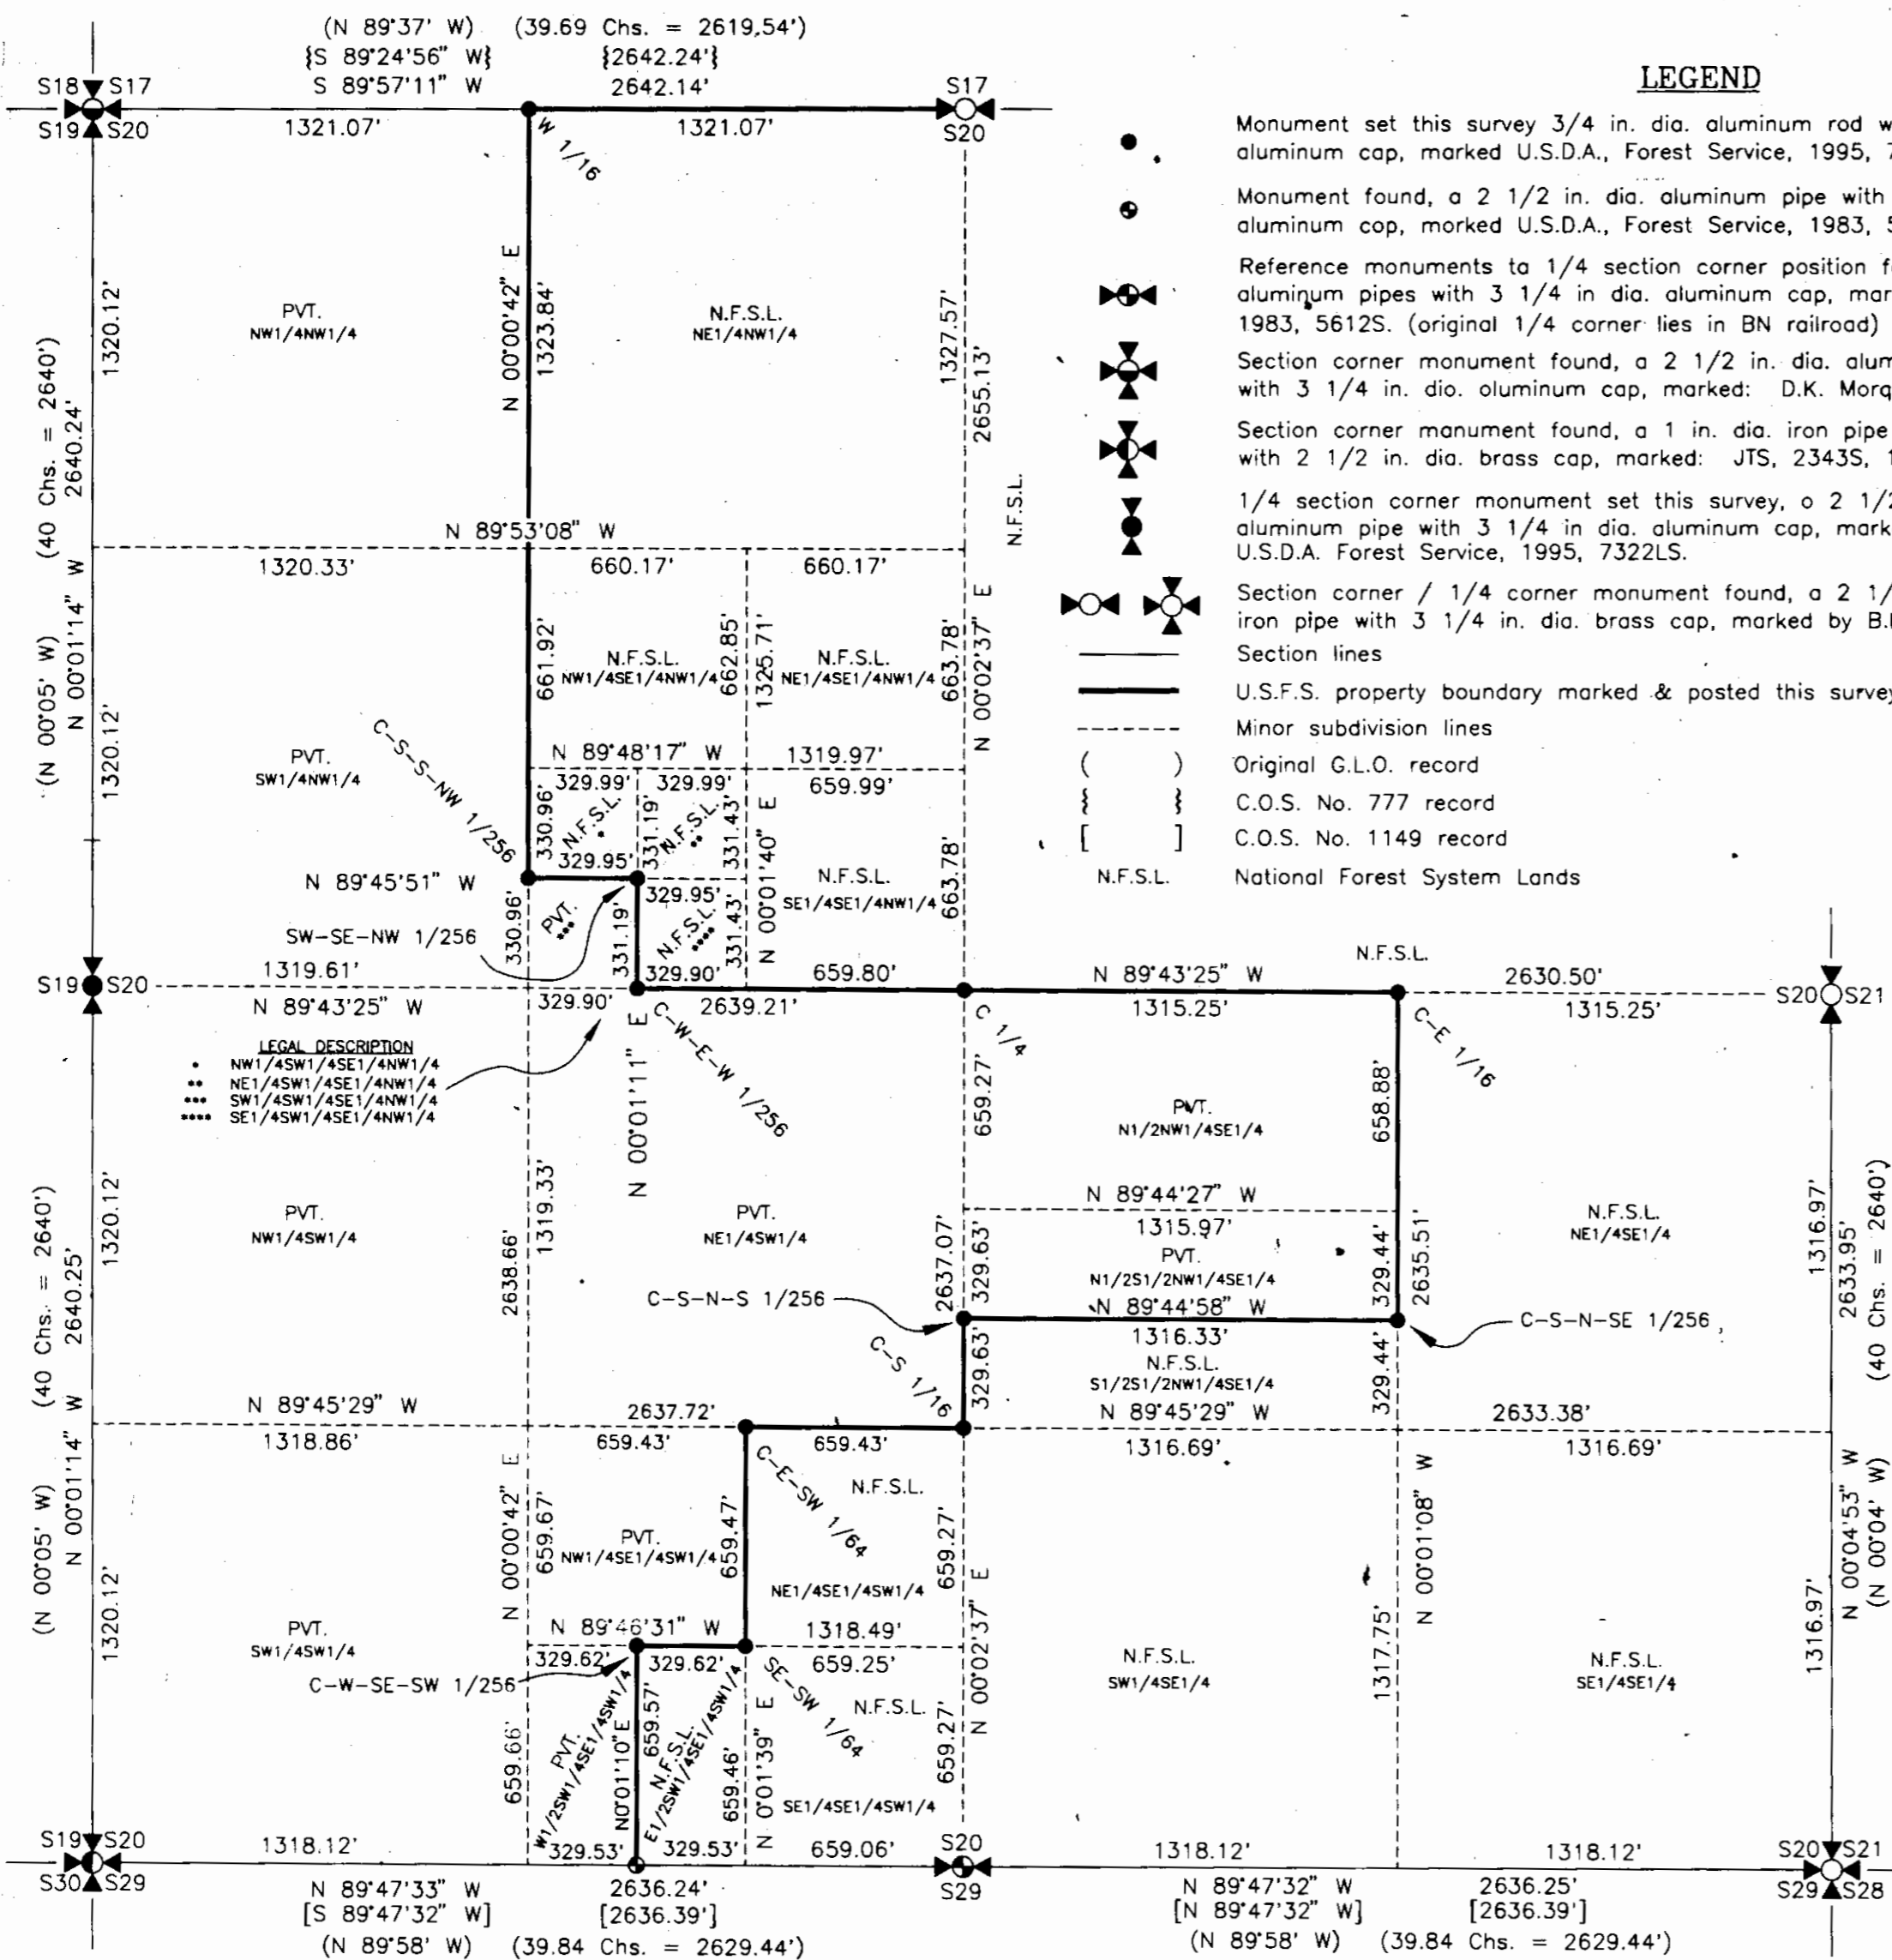 (N 89°37' W) (39.69 Chs. = 2619,54')
{S 89°24'56" W} {2642.24'}
S 89°57'11" W 2642.14'
S18 S17
S19 S20
1321.07'
1321.07'
S17
S20
W 1/16
LEGEND
Monument set this survey 3/4 in. dia. aluminum rod w
aluminum cap, marked U.S.D.A., Forest Service, 1995, 7
Monument found, a 2 1/2 in. dia. aluminum pipe with
aluminum cop, morked U.S.D.A., Forest Service, 1983, 5
Reference monuments ta 1/4 section corner position f
aluminum pipes with 3 1/4 in dia. aluminum cap, mar
1983, 5612S. (original 1/4 corner lies in BN railroad)
Section corner monument found, a 2 1/2 in. dia. alum
with 3 1/4 in. dio. oluminum cap, marked: D.K. Morq
Section corner manument found, a 1 in. dia. iron pipe
with 2 1/2 in. dia. brass cap, marked: JTS, 2343S, 1
1/4 section corner monument set this survey, o 2 1/2
aluminum pipe with 3 1/4 in dia. aluminum cap, mark
U.S.D.A. Forest Service, 1995, 7322LS.
Section corner / 1/4 corner monument found, a 2 1/
iron pipe with 3 1/4 in. dia. brass cap, marked by B.
Section lines
U.S.F.S. property boundary marked & posted this survey
Minor subdivision lines
( ) Original G.L.O. record
{ } C.O.S. No. 777 record
[ ] C.O.S. No. 1149 record
N.F.S.L. National Forest System Lands
(N 00°05' W) (40 Chs. = 2640')
N 00°01'14" W 2640.24'
1320.12'
1320.12'
PVT.
NW1/4NW1/4
N 00°00'42" E
1323.84'
N.F.S.L.
NE1/4NW1/4
1327.57'
2655.13'
N.F.S.L.
N 89°53'08" W
1320.33'
660.17'
660.17'
661.92'
N.F.S.L.
NW1/4SE1/4NW1/4
662.85'
1325.71'
N.F.S.L.
NE1/4SE1/4NW1/4
663.78'
N 00°02'37" E
C-S-S-NW 1/256
PVT.
SW1/4NW1/4
N 89°48'17" W 1319.97'
329.99'
329.99'
659.99'
330.96'
N.F.S.L.
*
331.19'
N.F.S.L.
**
331.43'
N 00°01'40" E
329.95'
N 89°45'51" W
330.96'
PVT.
***
331.19'
329.95'
N.F.S.L.
****
331.43'
N.F.S.L.
SE1/4SE1/4NW1/4
663.78'
SW-SE-NW 1/256
S19 S20
1319.61'
N 89°43'25" W
329.90'
329.90'
659.80'
2639.21'
N 89°43'25" W
1315.25'
N.F.S.L.
2630.50'
1315.25'
S20 S21
C-W-E-W 1/256
C 1/4
C-E 1/16
N 00°01'11" E
LEGAL DESCRIPTION
* NW1/4SW1/4SE1/4NW1/4
** NE1/4SW1/4SE1/4NW1/4
*** SW1/4SW1/4SE1/4NW1/4
**** SE1/4SW1/4SE1/4NW1/4
659.27'
PVT.
N1/2NW1/4SE1/4
658.88'
(N 00°05' W) (40 Chs. = 2640')
N 00°01'14" W 2640.25'
1320.12'
1320.12'
PVT.
NW1/4SW1/4
2638.66'
1319.33'
PVT.
NE1/4SW1/4
2637.07'
329.63'
N 89°44'27" W
1315.97'
PVT.
N1/2S1/2NW1/4SE1/4
329.44'
2635.51'
N.F.S.L.
NE1/4SE1/4
1316.97'
2633.95'
(40 Chs. = 2640')
C-S-N-S 1/256
N 89°44'58" W
1316.33'
C-S-N-SE 1/256
C-S 1/16
329.63'
N.F.S.L.
S1/2S1/2NW1/4SE1/4
329.44'
N 89°45'29" W
1318.86'
2637.72'
659.43'
659.43'
N 89°45'29" W
1316.69'
2633.38'
1316.69'
N 00°00'42" E
659.67'
PVT.
NW1/4SE1/4SW1/4
659.47'
C-E-SW 1/64
N.F.S.L.
NE1/4SE1/4SW1/4
659.27'
N 00°02'37" E
N 00°01'08" W
1317.75'
N 00°04'53" W
(N 00°04' W)
1316.97'
PVT.
SW1/4SW1/4
N 89°46'31" W 1318.49'
329.62'
329.62'
659.25'
C-W-SE-SW 1/256
SE-SW 1/64
659.66'
PVT.
W1/2SW1/4SE1/4SW1/4
N0°01'10"E
659.57'
N.F.S.L.
E1/2SW1/4SE1/4SW1/4
659.46'
N 0°01'39" E
N.F.S.L.
SE1/4SE1/4SW1/4
659.27'
N.F.S.L.
SW1/4SE1/4
N.F.S.L.
SE1/4SE1/4
S19 S20
S30 S29
1318.12'
329.53'
329.53'
659.06'
S20
S29
1318.12'
1318.12'
S20 S21
S29 S28
N 89°47'33" W 2636.24'
[S 89°47'32" W] [2636.39']
(N 89°58' W) (39.84 Chs. = 2629.44')
N 89°47'32" W 2636.25'
[N 89°47'32" W] [2636.39']
(N 89°58' W) (39.84 Chs. = 2629.44')